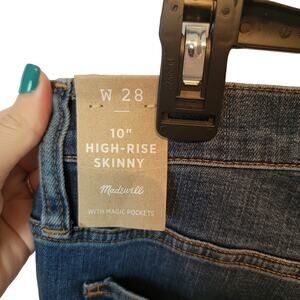 W 28
10"
HIGH-RISE
SKINNY
Madewell
WITH MAGIC POCKETS